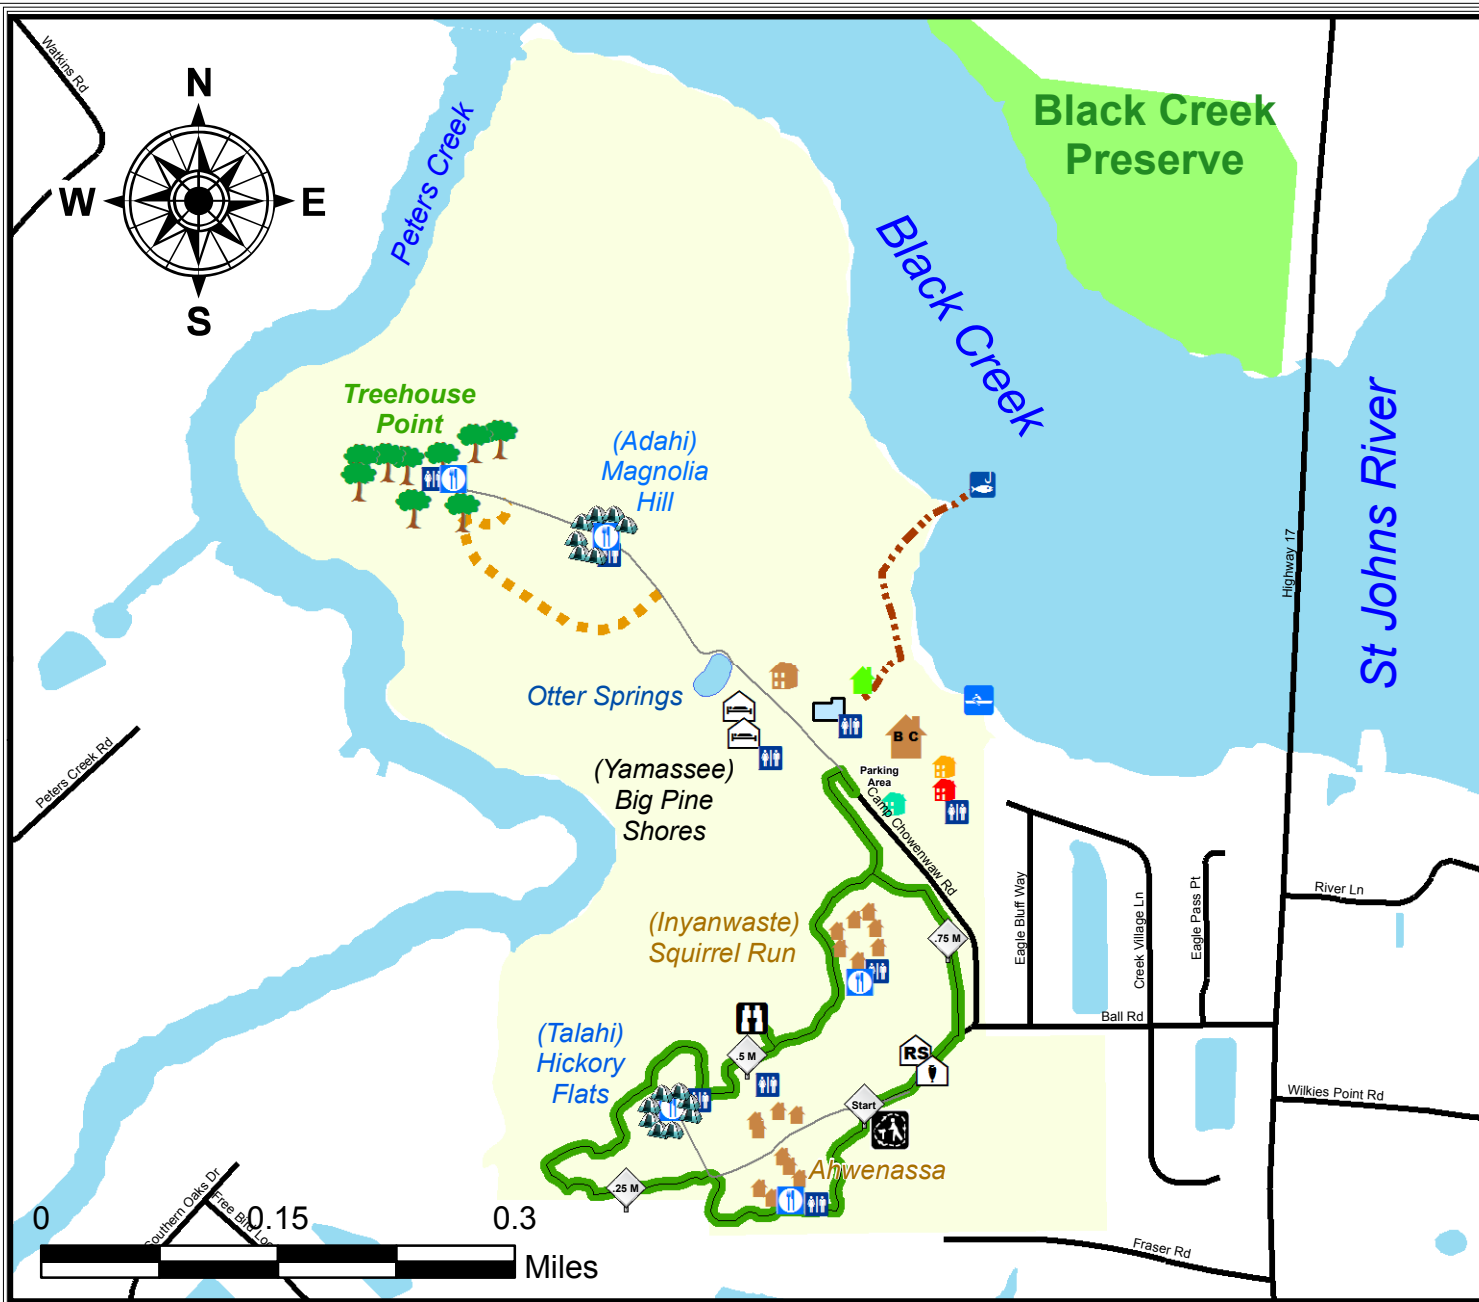 Watkins Rd
N
W
E
S
Peters Creek
Black Creek
Preserve
Black Creek
St Johns River
Highway 17
Treehouse
Point
(Adahi)
Magnolia
Hill
Otter Springs
(Yamassee)
Big Pine
Shores
B C
Parking
Area
Camp Chowenwaw Rd
Peters Creek Rd
(Inyanwaste)
Squirrel Run
.75 M
Eagle Bluff Way
Creek Village Ln
Eagle Pass Pt
River Ln
Ball Rd
(Talahi)
Hickory
Flats
.5 M
RS
Start
Wilkies Point Rd
Ahwenassa
.25 M
Southern Oaks Dr
Free Bird Loo
Fraser Rd
0
0.15
0.3
Miles